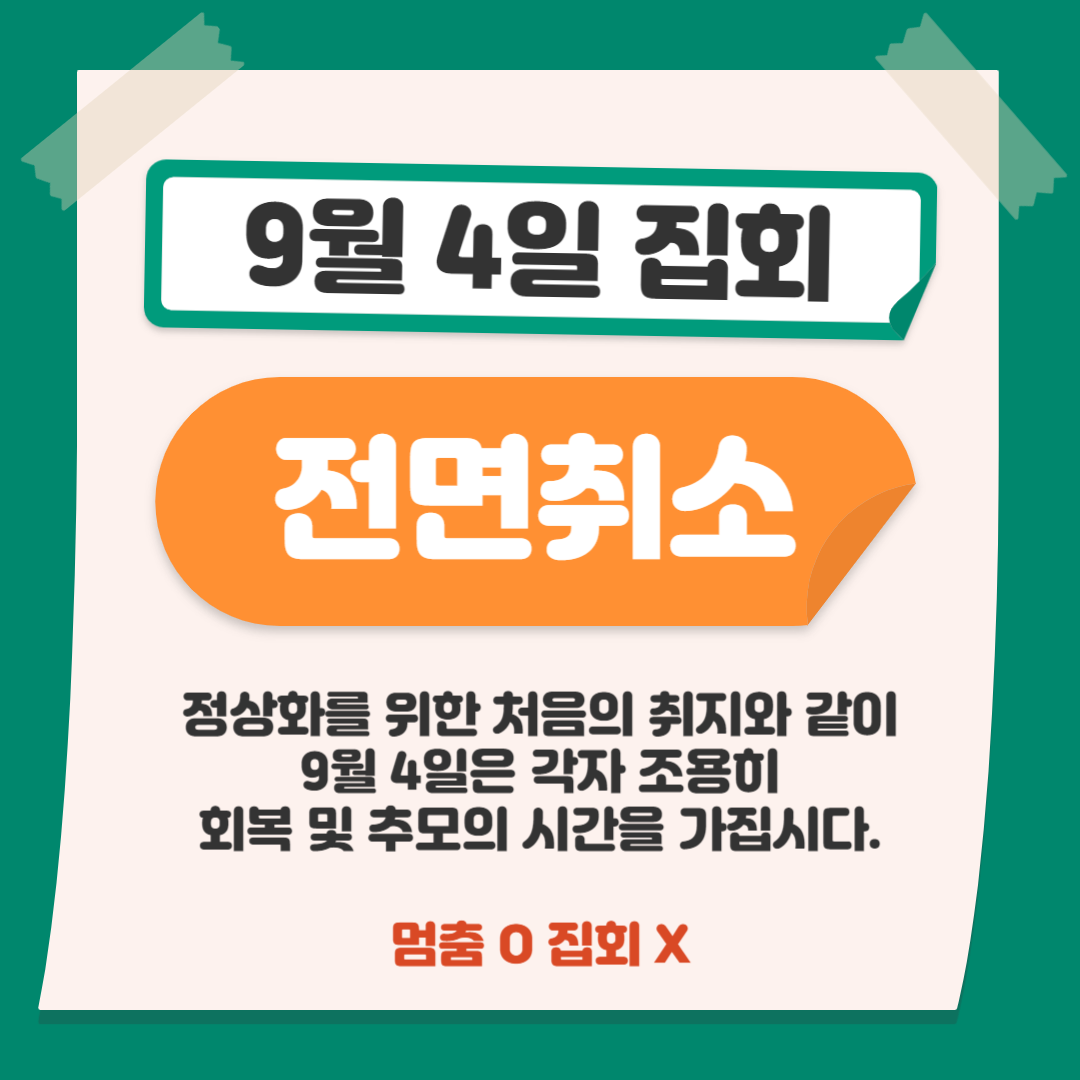 9월 4일 집회
전면취소
정상화를 위한 처음의 취지와 같이
9월 4일은 각자 조용히
회복 및 추모의 시간을 가집시다.
멈춤 O 집회 X